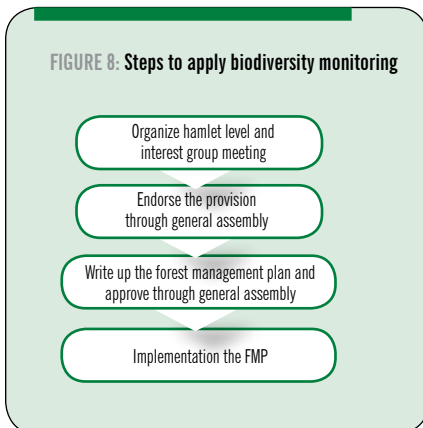 FIGURE 8: Steps to apply biodiversity monitoring
Organize hamlet level and
interest group meeting
Endorse the provision
through general assembly
Write up the forest management plan and
approve through general assembly
Implementation the FMP